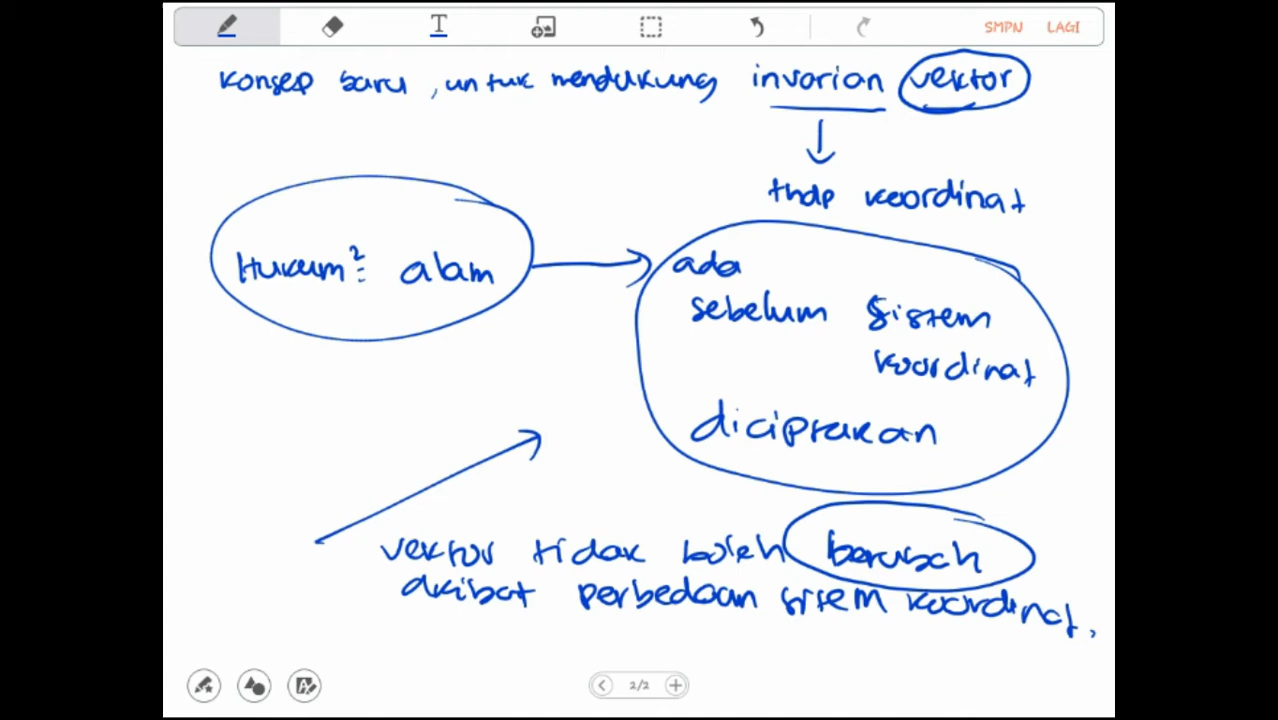 T
SMPN
LAGI
Konsep baru, untuk mendukung invarian vektor
thdp koordinat
Hukum² alam
ada
sebelum sistem
koordinat
diciptakan
vektor tidak boleh berubah
akibat perbedaan sistem koordinat.
2/2